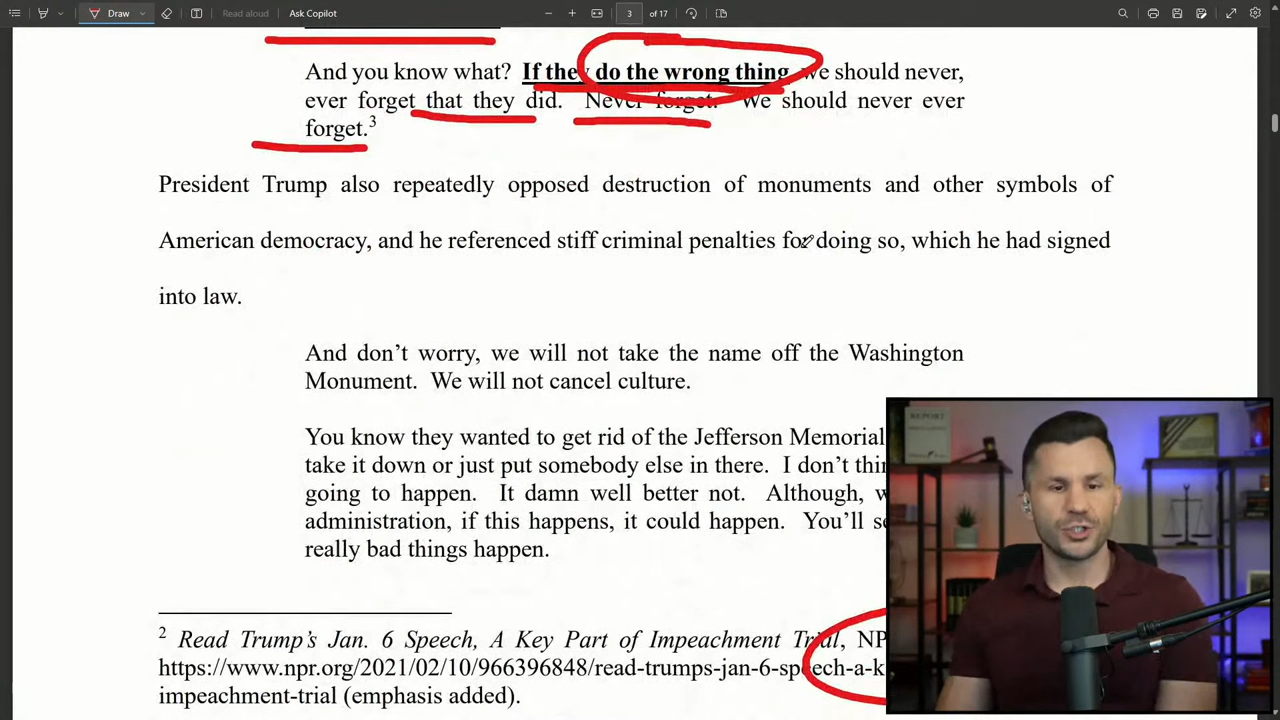 Draw
Read aloud
Ask Copilot
3 of 17
And you know what? If they do the wrong thing, we should never,
ever forget that they did. Never forget. We should never ever
forget.3
President Trump also repeatedly opposed destruction of monuments and other symbols of
American democracy, and he referenced stiff criminal penalties for doing so, which he had signed
into law.
And don’t worry, we will not take the name off the Washington
Monument. We will not cancel culture.
You know they wanted to get rid of the Jefferson Memorial
take it down or just put somebody else in there. I don’t
going to happen. It damn well better not. Although,
administration, if this happens, it could happen. You’ll
really bad things happen.
2 Read Trump’s Jan. 6 Speech, A Key Part of Impeachment Trial, NP
https://www.npr.org/2021/02/10/966396848/read-trumps-jan-6-speech-a-k
impeachment-trial (emphasis added).
REPORT